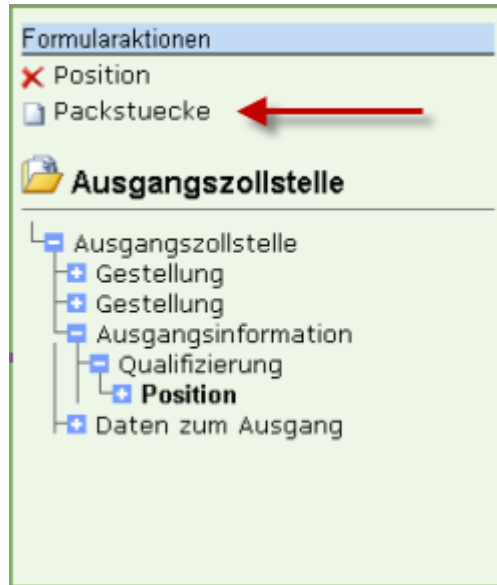 Formularaktionen
Position
Packstuecke
Ausgangszollstelle
Ausgangszollstelle
Gestellung
Gestellung
Ausgangsinformation
Qualifizierung
Position
Daten zum Ausgang